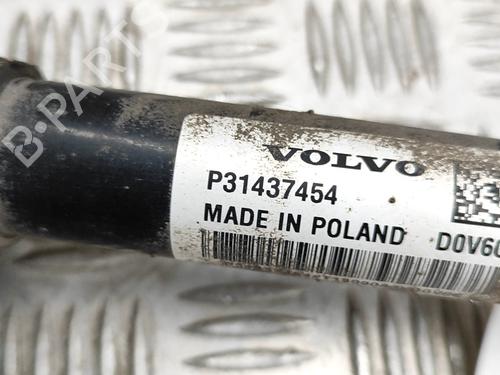 B-PARTS
VOLVO
P31437454
MADE IN POLAND D0V60